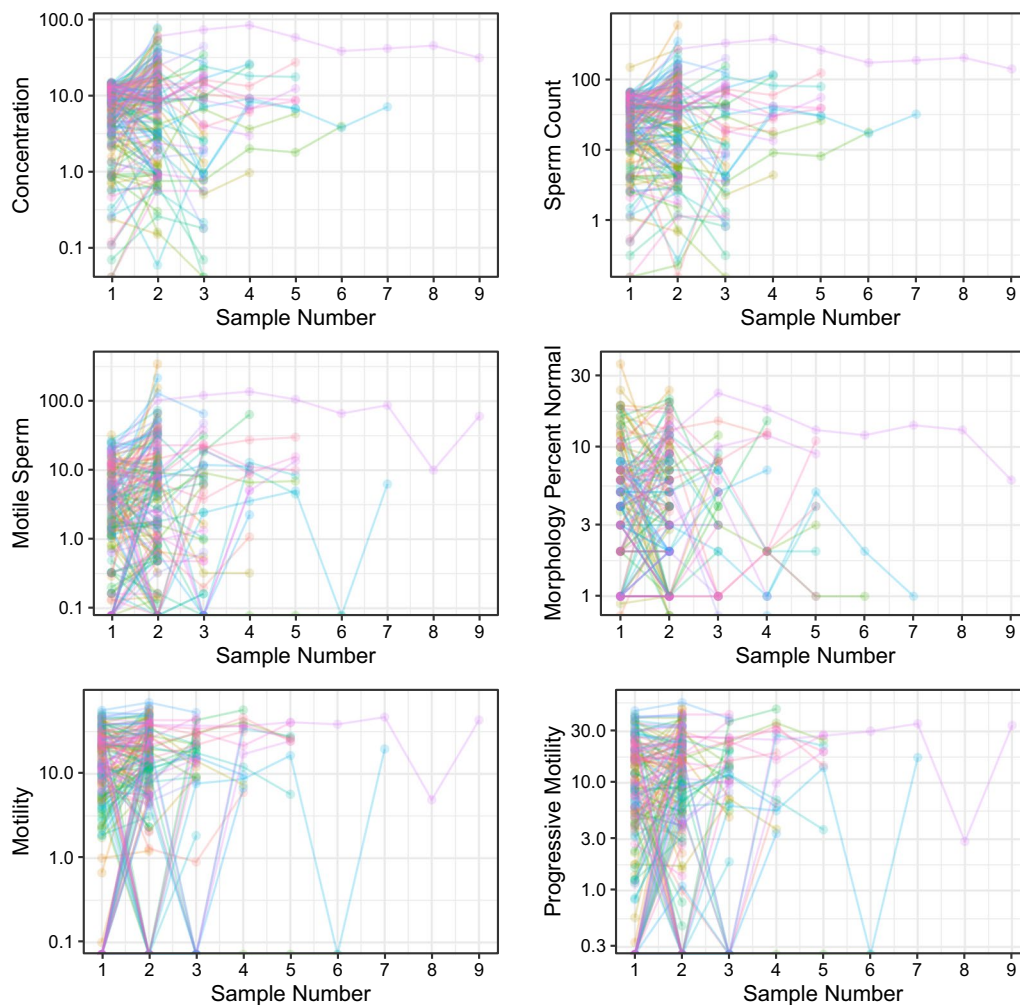 100.0
10.0
1.0
0.1
Concentration
1 2 3 4 5 6 7 8 9
Sample Number
100
10
1
Sperm Count
1 2 3 4 5 6 7 8 9
Sample Number
100.0
10.0
1.0
0.1
Motile Sperm
1 2 3 4 5 6 7 8 9
Sample Number
30
10
3
1
Morphology Percent Normal
1 2 3 4 5 6 7 8 9
Sample Number
10.0
1.0
0.1
Motility
1 2 3 4 5 6 7 8 9
Sample Number
30.0
10.0
3.0
1.0
0.3
Progressive Motility
1 2 3 4 5 6 7 8 9
Sample Number